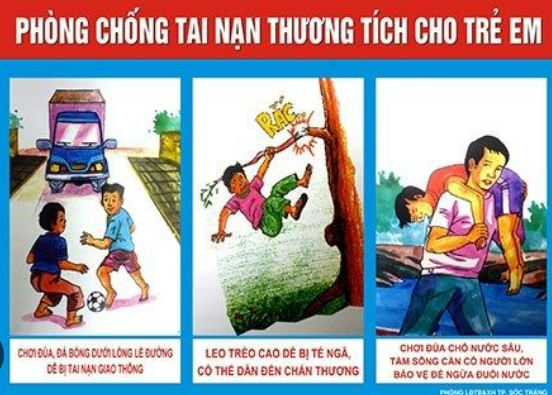 PHÒNG CHỐNG TAI NẠN THƯƠNG TÍCH CHO TRẺ EM
RẮC
CHƠI ĐÙA, ĐÁ BÓNG DƯỚI LÒNG LỀ ĐƯỜNG
DỄ BỊ TAI NẠN GIAO THÔNG
LEO TRÈO CAO DỄ BỊ TÉ NGÃ,
CÓ THỂ DẪN ĐẾN CHẤN THƯƠNG
CHƠI ĐÙA CHỖ NƯỚC SÂU,
TẮM SÔNG CẦN CÓ NGƯỜI LỚN
BẢO VỆ ĐỂ NGỪA ĐUỐI NƯỚC
PHÒNG LĐTB&XH TP. SÓC TRĂNG